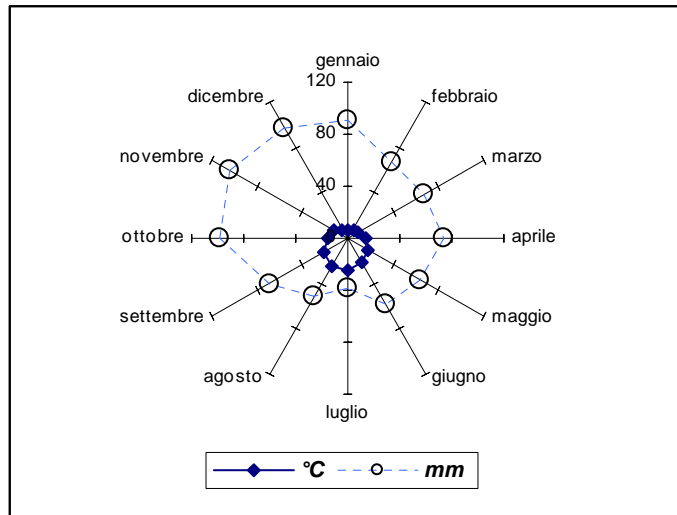 gennaio
120
dicembre febbraio
80
novembre marzo
40
ottobre aprile
settembre maggio
agosto giugno
luglio
°C mm